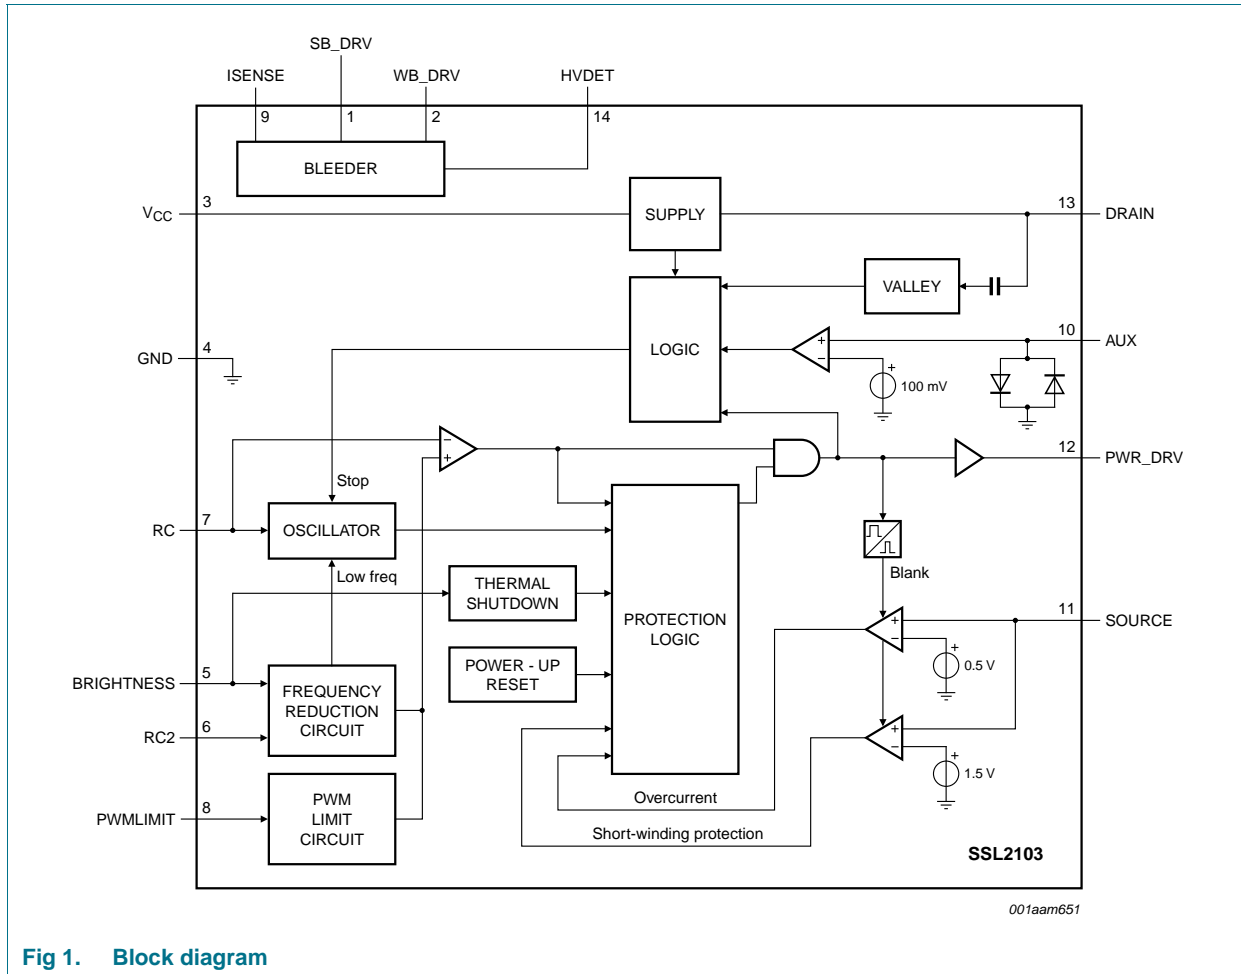 SB_DRV
ISENSE
WB_DRV
HVDET
9
1
2
14
BLEEDER
3
VCC
SUPPLY
13
DRAIN
VALLEY
4
GND
LOGIC
+
−
+
100 mV
10
AUX
−
+
12
PWR_DRV
Stop
7
RC
OSCILLATOR
Low freq
THERMAL
SHUTDOWN
PROTECTION
LOGIC
Blank
11
SOURCE
+
−
+
0.5 V
POWER - UP
RESET
5
BRIGHTNESS
FREQUENCY
REDUCTION
CIRCUIT
6
RC2
+
−
+
1.5 V
8
PWMLIMIT
PWM
LIMIT
CIRCUIT
Overcurrent
Short-winding protection
SSL2103
001aam651
Fig 1. Block diagram